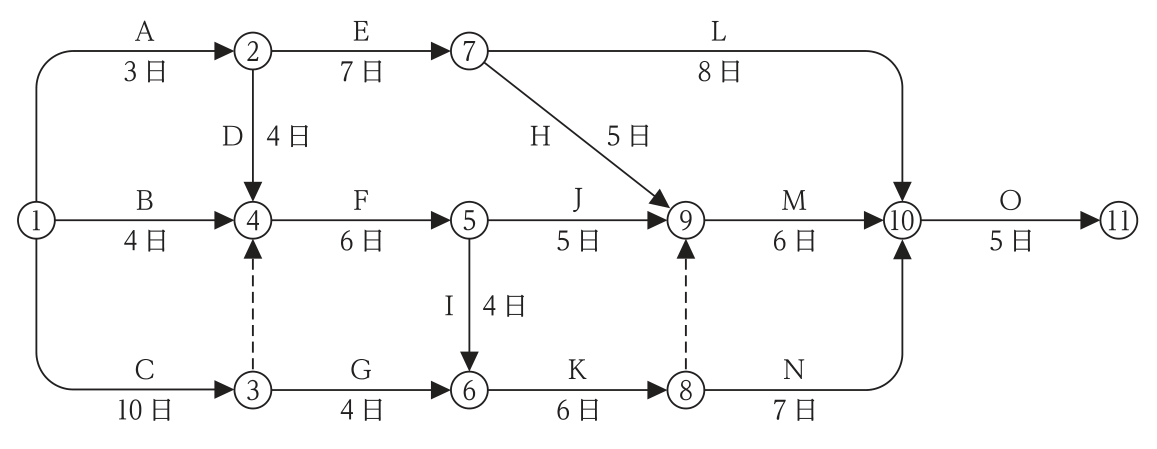 A E L
② ⑦
3日 7日 8日
D 4日 H 5日
B F J M O
① ④ ⑤ ⑨ ⑩ ⑪
4日 6日 5日 6日 5日
I 4日
C G K N
③ ⑥ ⑧
10日 4日 6日 7日